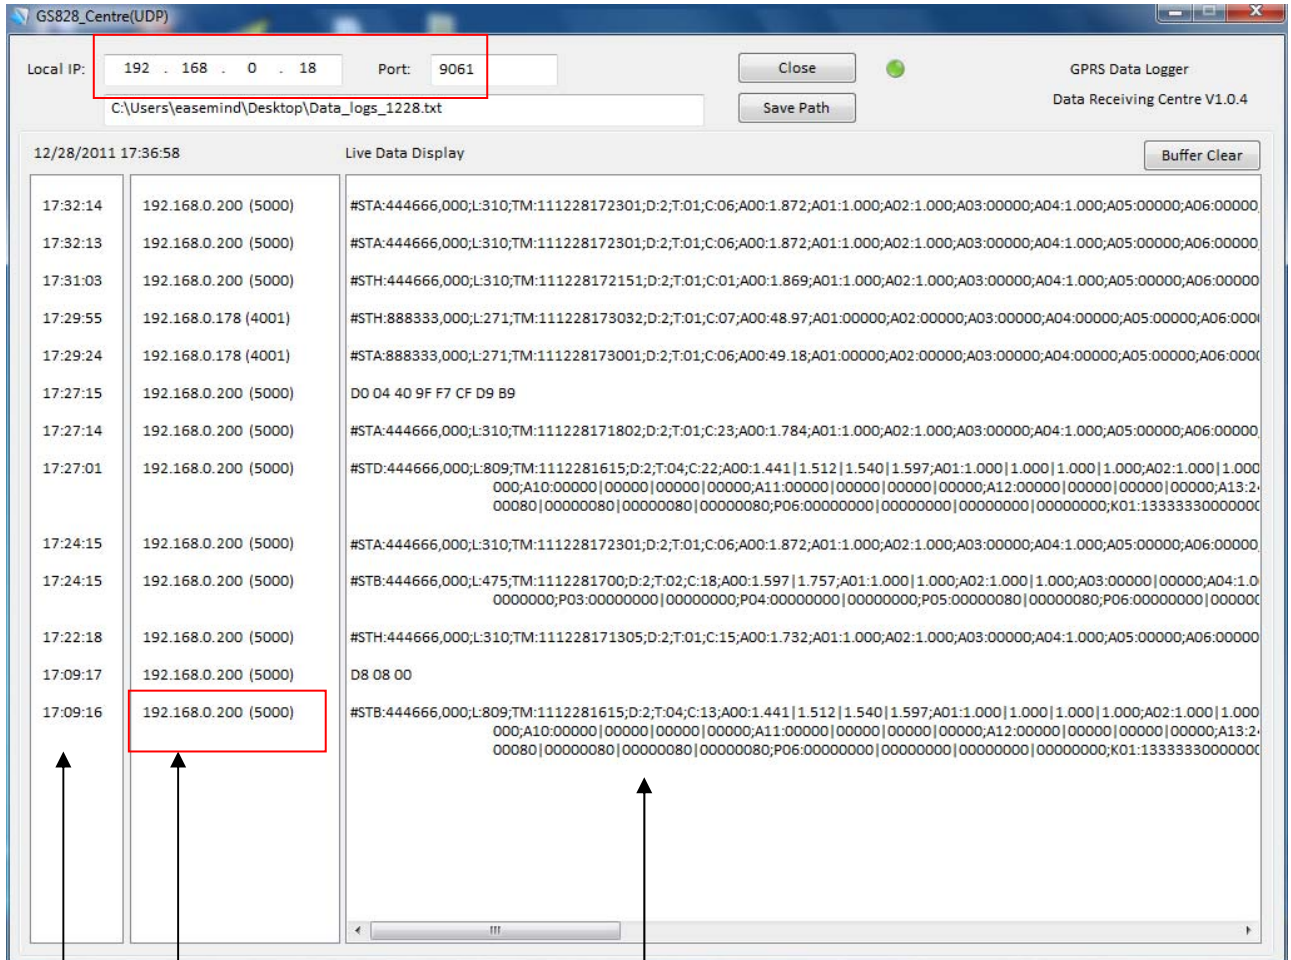 GS828_Centre(UDP)
Local IP: 192 . 168 . 0 . 18 Port: 9061 Close GPRS Data Logger
C:\Users\easemind\Desktop\Data_logs_1228.txt Save Path Data Receiving Centre V1.0.4
12/28/2011 17:36:58 Live Data Display Buffer Clear
17:32:14 192.168.0.200 (5000) #STA:444666,000;L:310;TM:111228172301;D:2;T:01;C:06;A00:1.872;A01:1.000;A02:1.000;A03:00000;A04:1.000;A05:00000;A06:00000,
17:32:13 192.168.0.200 (5000) #STA:444666,000;L:310;TM:111228172301;D:2;T:01;C:06;A00:1.872;A01:1.000;A02:1.000;A03:00000;A04:1.000;A05:00000;A06:00000,
17:31:03 192.168.0.200 (5000) #STH:444666,000;L:310;TM:111228172151;D:2;T:01;C:01;A00:1.869;A01:1.000;A02:1.000;A03:00000;A04:1.000;A05:00000;A06:00000
17:29:55 192.168.0.178 (4001) #STH:888333,000;L:271;TM:111228173032;D:2;T:01;C:07;A00:48.97;A01:00000;A02:00000;A03:00000;A04:00000;A05:00000;A06:000
17:29:24 192.168.0.178 (4001) #STA:888333,000;L:271;TM:111228173001;D:2;T:01;C:06;A00:49.18;A01:00000;A02:00000;A03:00000;A04:00000;A05:00000;A06:000
17:27:15 192.168.0.200 (5000) D0 04 40 9F F7 CF D9 B9
17:27:14 192.168.0.200 (5000) #STA:444666,000;L:310;TM:111228171802;D:2;T:01;C:23;A00:1.784;A01:1.000;A02:1.000;A03:00000;A04:1.000;A05:00000;A06:00000,
17:27:01 192.168.0.200 (5000) #STD:444666,000;L:809;TM:1112281615;D:2;T:04;C:22;A00:1.441|1.512|1.540|1.597;A01:1.000|1.000|1.000|1.000;A02:1.000|1.000
000;A10:00000|00000|00000|00000;A11:00000|00000|00000|00000;A12:00000|00000|00000|00000;A13:2
00080|00000080|00000080|00000080;P06:00000000|00000000|00000000|00000000;K01:1333333000000
17:24:15 192.168.0.200 (5000) #STA:444666,000;L:310;TM:111228172301;D:2;T:01;C:06;A00:1.872;A01:1.000;A02:1.000;A03:00000;A04:1.000;A05:00000;A06:00000,
17:24:15 192.168.0.200 (5000) #STB:444666,000;L:475;TM:1112281700;D:2;T:02;C:18;A00:1.597|1.757;A01:1.000|1.000;A02:1.000|1.000;A03:00000|00000;A04:1.0
0000000;P03:00000000|00000000;P04:00000000|00000000;P05:00000080|00000080;P06:00000000|00000
17:22:18 192.168.0.200 (5000) #STH:444666,000;L:310;TM:111228171305;D:2;T:01;C:15;A00:1.732;A01:1.000;A02:1.000;A03:00000;A04:1.000;A05:00000;A06:00000
17:09:17 192.168.0.200 (5000) D8 08 00
17:09:16 192.168.0.200 (5000) #STB:444666,000;L:809;TM:1112281615;D:2;T:04;C:13;A00:1.441|1.512|1.540|1.597;A01:1.000|1.000|1.000|1.000;A02:1.000|1.000
000;A10:00000|00000|00000|00000;A11:00000|00000|00000|00000;A12:00000|00000|00000|00000;A13:2
00080|00000080|00000080|00000080;P06:00000000|00000000|00000000|00000000;K01:1333333000000